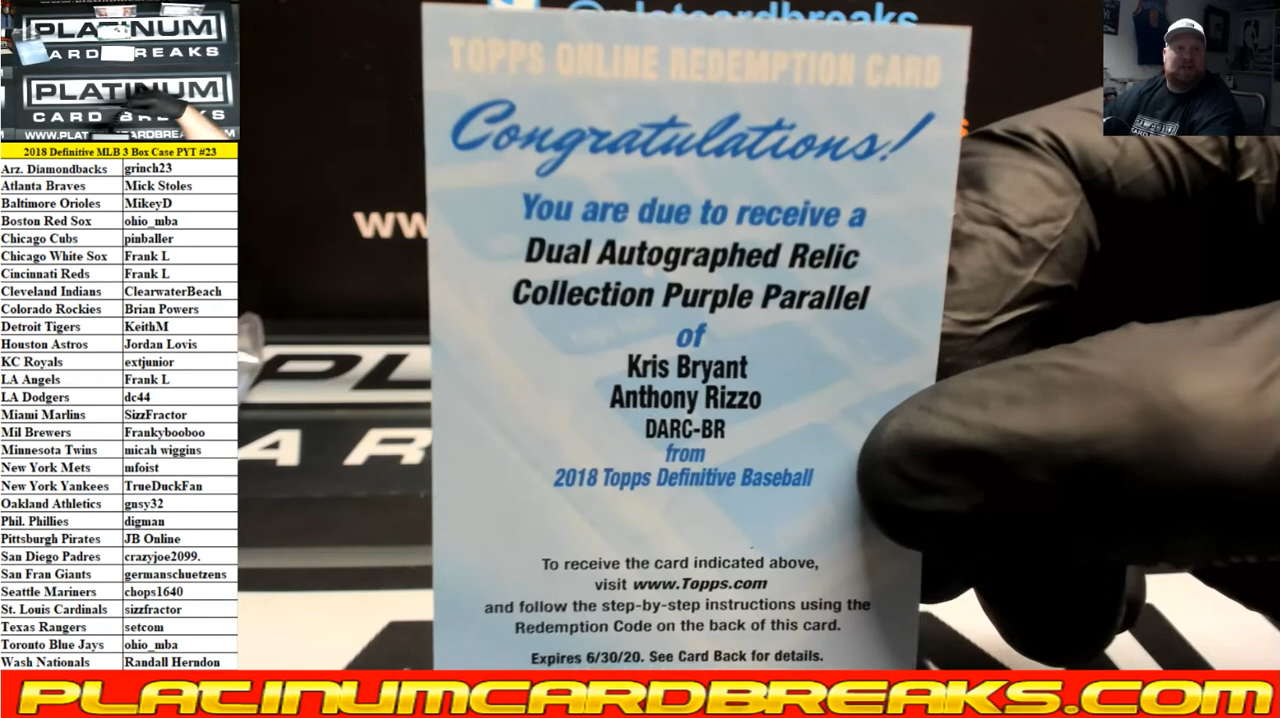 PLATINUM
CARD BREAKS
PLATINUM
CARD BREAKS
2018 Definitive MLB 3 Box Case PYT #23
Arz. Diamondbacks grinch23
Atlanta Braves Mick Stoles
Baltimore Orioles MikeyD
Boston Red Sox ohio_mba
Chicago Cubs pinballer
Chicago White Sox Frank L
Cincinnati Reds Frank L
Cleveland Indians ClearwaterBeach
Colorado Rockies Brian Powers
Detroit Tigers KeithM
Houston Astros Jordan Lovis
KC Royals extjunior
LA Angels Frank L
LA Dodgers dc44
Miami Marlins SizzFractor
Mil Brewers Frankybooboo
Minnesota Twins micah wiggins
New York Mets mfoist
New York Yankees TrueDuckFan
Oakland Athletics gnsy32
Phil. Phillies digman
Pittsburgh Pirates JB Online
San Diego Padres crazyjoe2099.
San Fran Giants germanschuetzens
Seattle Mariners chops1640
St. Louis Cardinals sizzfractor
Texas Rangers setcom
Toronto Blue Jays ohio_mba
Wash Nationals Randall Herndon
@platcardbreaks
TOPPS ONLINE REDEMPTION CARD
Congratulations!
You are due to receive a
Dual Autographed Relic
Collection Purple Parallel
of
Kris Bryant
Anthony Rizzo
DARC-BR
from
2018 Topps Definitive Baseball
To receive the card indicated above,
visit www.Topps.com
and follow the step-by-step instructions using the
Redemption Code on the back of this card.
Expires 6/30/20. See Card Back for details.
PLATINUMCARDBREAKS.COM